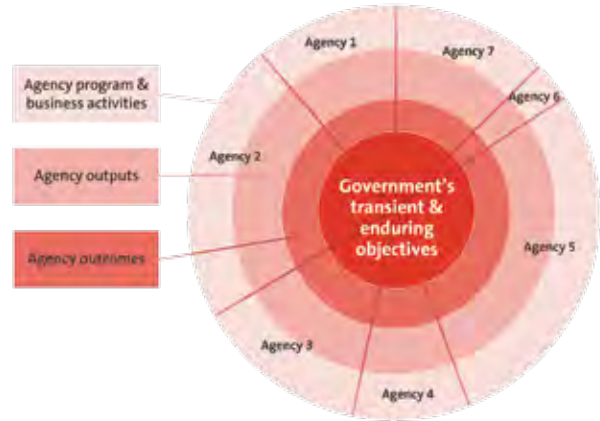 Agency program &
business activities
Agency outputs
Agency outcomes
Agency 1
Agency 7
Agency 6
Agency 2
Government's
transient &
enduring
objectives
Agency 5
Agency 3
Agency 4